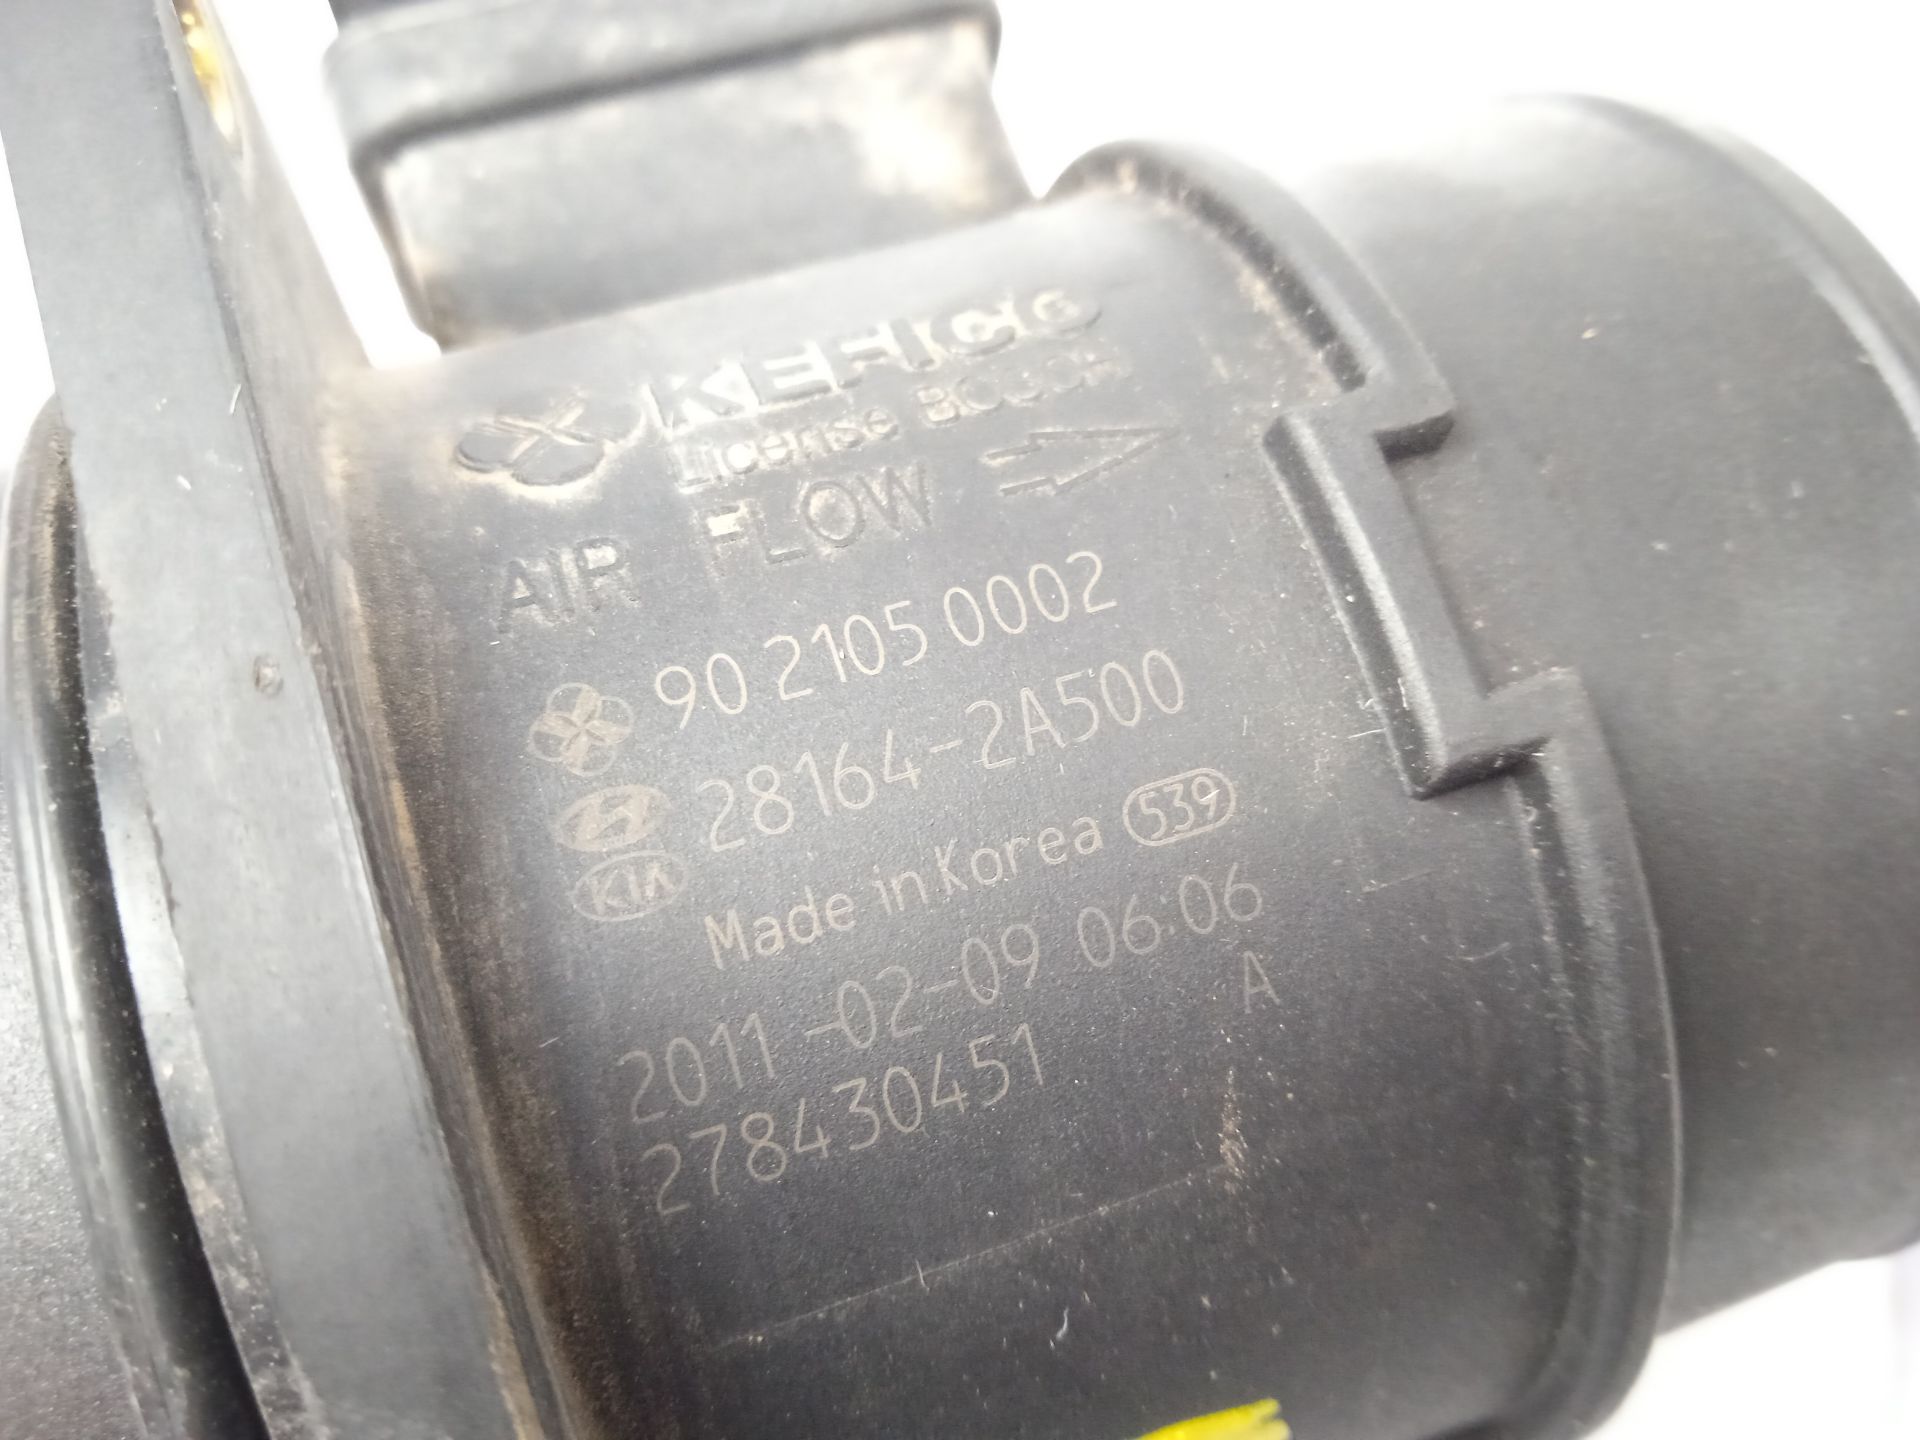 KEFICO
License BOSCH
AIR FLOW
90 2105 0002
28164-2A500
KIA
Made in Korea 539
2011-02-09 06:06
A
278430451